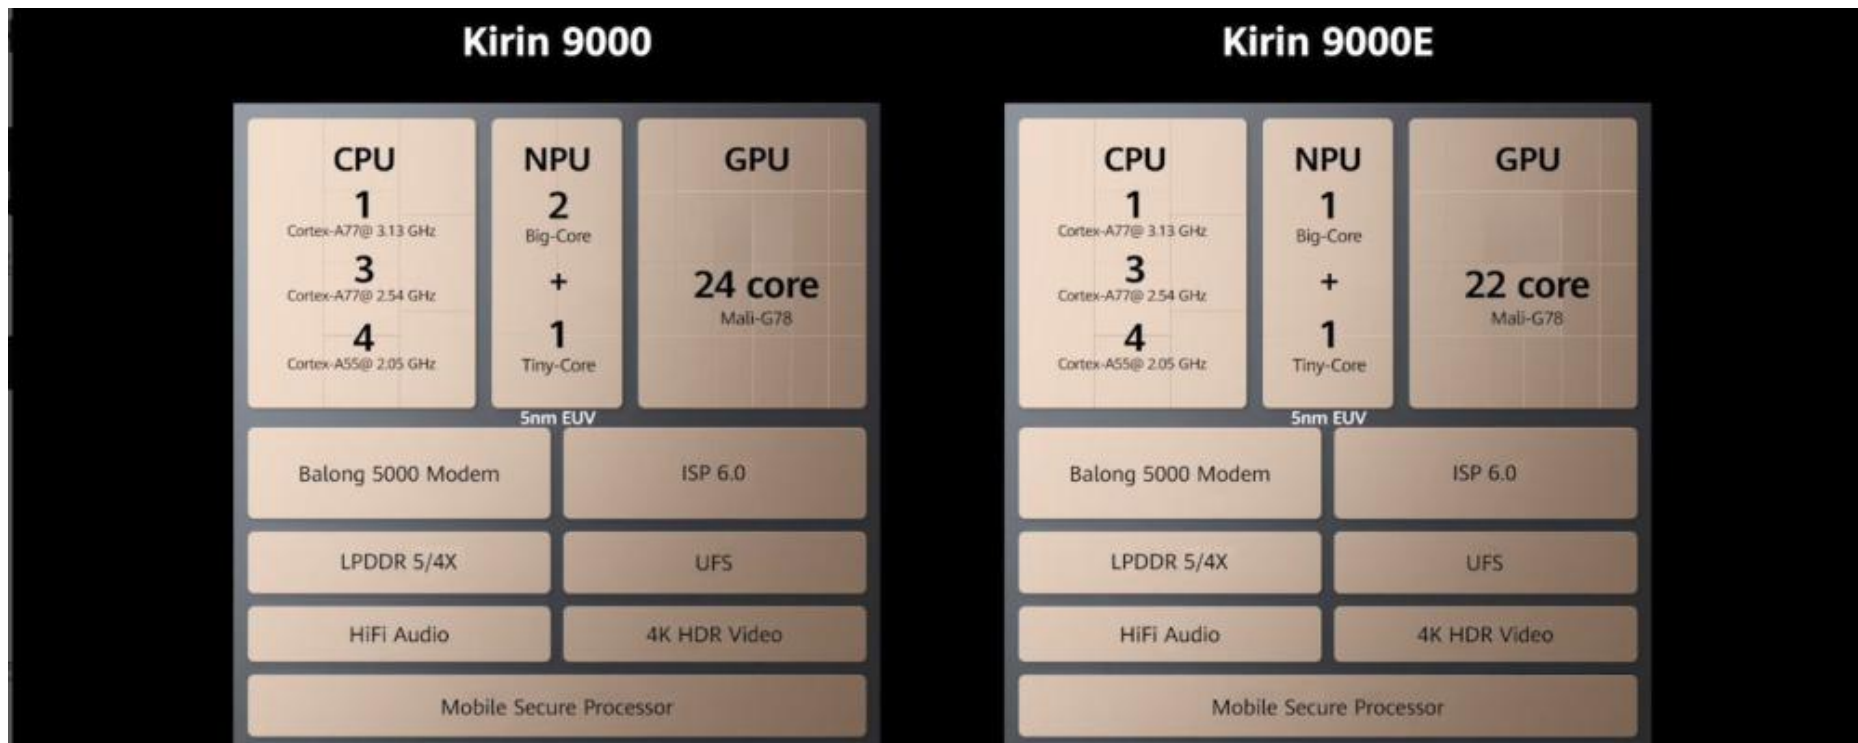 Kirin 9000
CPU
1
Cortex-A77@ 3.13 GHz
3
Cortex-A77@ 2.54 GHz
4
Cortex-A55@ 2.05 GHz
NPU
2
Big-Core
+
1
Tiny-Core
GPU
24 core
Mali-G78
5nm EUV
Balong 5000 Modem
ISP 6.0
LPDDR 5/4X
UFS
HiFi Audio
4K HDR Video
Mobile Secure Processor
Kirin 9000E
CPU
1
Cortex-A77@ 3.13 GHz
3
Cortex-A77@ 2.54 GHz
4
Cortex-A55@ 2.05 GHz
NPU
1
Big-Core
+
1
Tiny-Core
GPU
22 core
Mali-G78
5nm EUV
Balong 5000 Modem
ISP 6.0
LPDDR 5/4X
UFS
HiFi Audio
4K HDR Video
Mobile Secure Processor